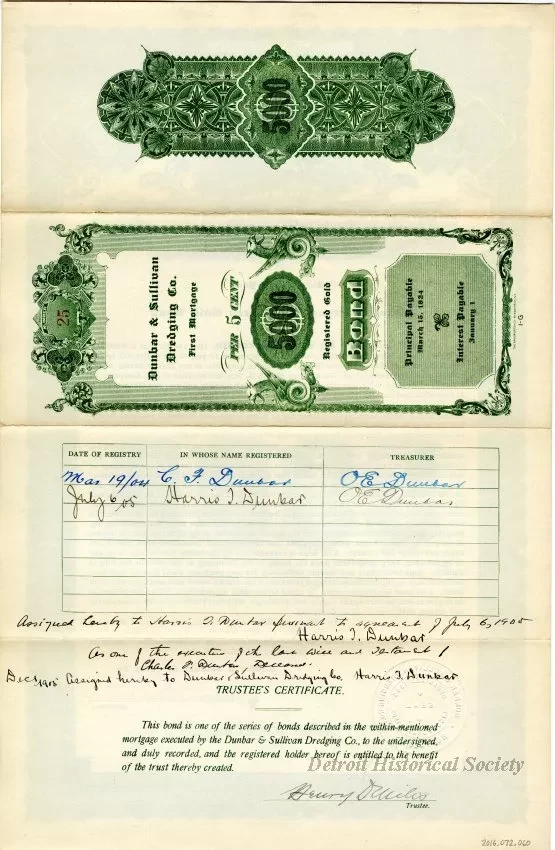 5000
25
Dunbar & Sullivan
Dredging Co.
First Mortgage
PER 5 CENT
5000
Registered Gold
Bond
Principal Payable
March 15, 1924
Interest Payable
January 1
G-1
DATE OF REGISTRY IN WHOSE NAME REGISTERED TREASURER
Mar 19/04 C. F. Dunbar O E Dunbar
July 6 05 Harris T. Dunbar O E Dunbar
Assigned hereby to Harris T. Dunbar pursuant to agreement of July 6, 1905
Harris T. Dunbar
As one of the executors of the last will and testament of
Charles F. Dunbar, Deceased.
Dec 1905 Assigned hereby to Dunbar & Sullivan Dredging Co. Harris T. Dunbar
TRUSTEE'S CERTIFICATE.
This bond is one of the series of bonds described in the within-mentioned
mortgage executed by the Dunbar & Sullivan Dredging Co., to the undersigned,
and duly recorded, and the registered holder hereof is entitled to the benefit
of the trust thereby created.
Detroit Historical Society
Henry
Trustee.
2016.072.060